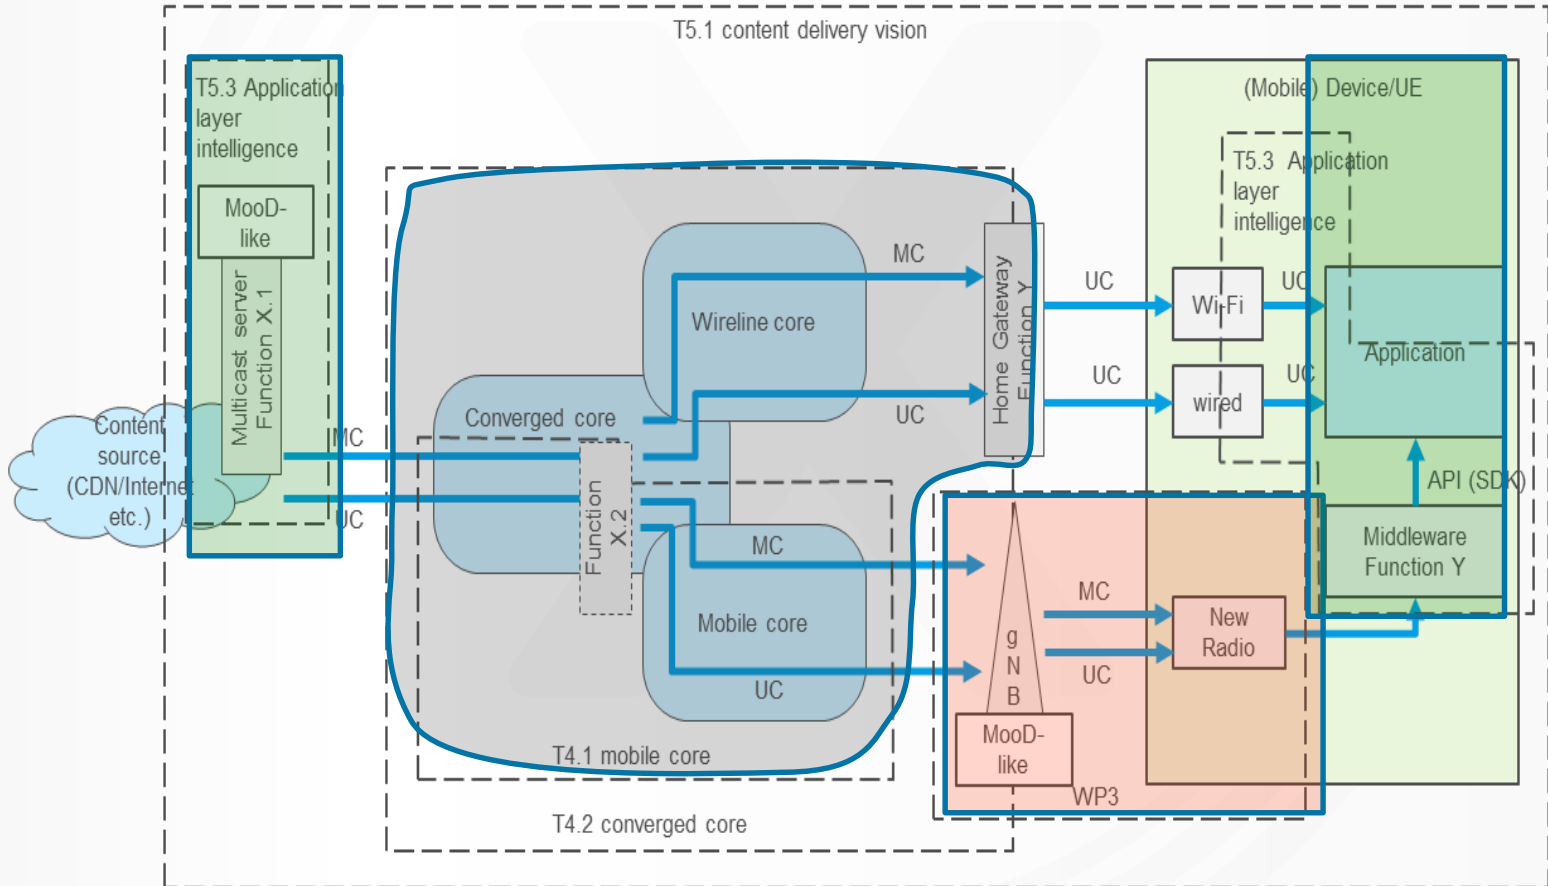 T5.1 content delivery vision
T5.3 Application
layer
intelligence
MooD-
like
Multicast server
Function X.1
Content
source
(CDN/Internet
etc.)
MC
UC
Converged core
Function
X.2
Wireline core
MC
UC
Mobile core
MC
UC
T4.1 mobile core
T4.2 converged core
Home Gateway
Function Y
UC
UC
(Mobile) Device/UE
T5.3 Application
layer
intelligence
Wi-Fi
UC
wired
UC
Application
API (SDK)
Middleware
Function Y
g
N
B
MooD-
like
MC
UC
New
Radio
WP3